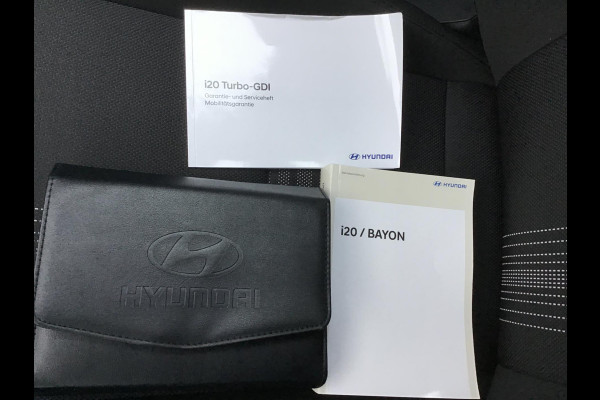 i20 Turbo-GDI
Garantie- und Serviceheft
Mobilitätsgarantie
HYUNDAI
HYUNDAI
i20 / BAYON
HYUNDAI